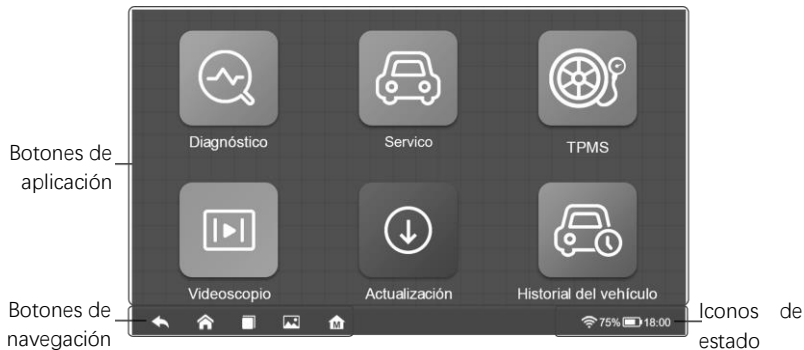 Diagnóstico
Servico
TPMS
Botones de
aplicación
Videoscopio
Actualización
Historial del vehículo
Botones de
navegación
M
75% 18:00
Iconos de
estado